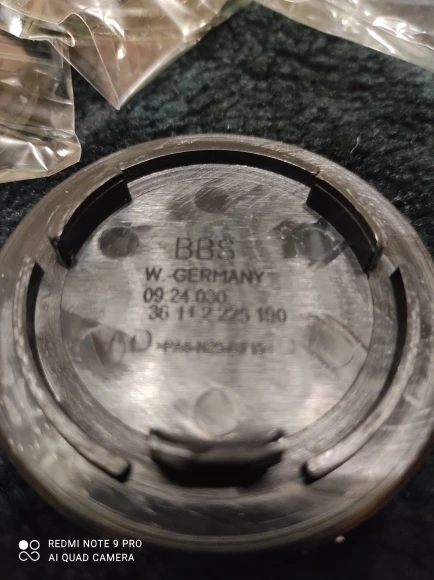 BBS
W.-GERMANY
09.24.030
36.11 2 225 190
D
REDMI NOTE 9 PRO
AI QUAD CAMERA